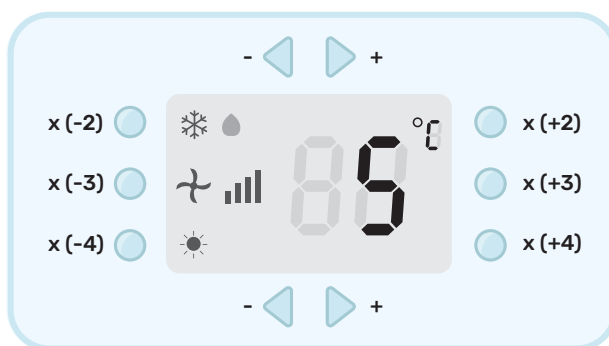 - +
x (-2) °C x (+2)
x (-3) 5 x (+3)
x (-4) x (+4)
- +